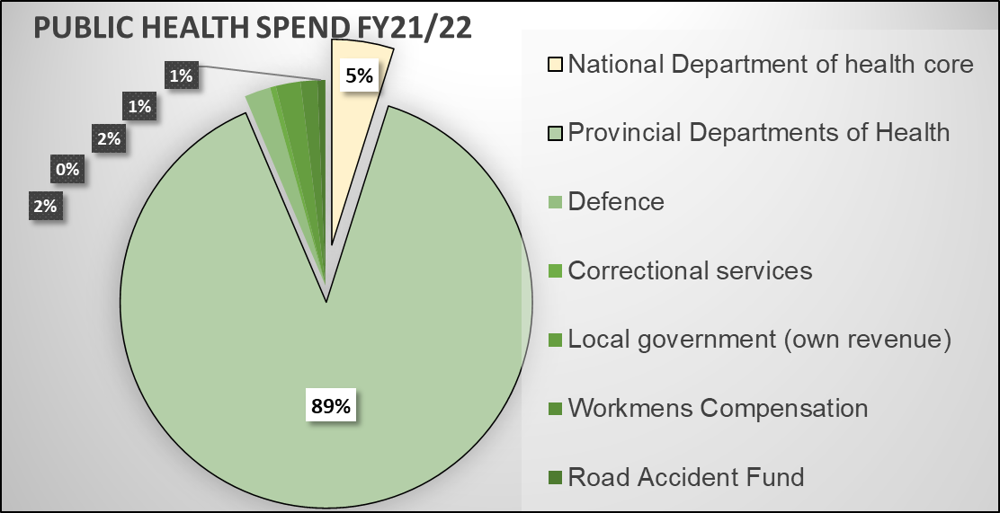 PUBLIC HEALTH SPEND FY21/22
1%
5%
1%
2%
0%
2%
89%
National Department of health core
Provincial Departments of Health
Defence
Correctional services
Local government (own revenue)
Workmens Compensation
Road Accident Fund